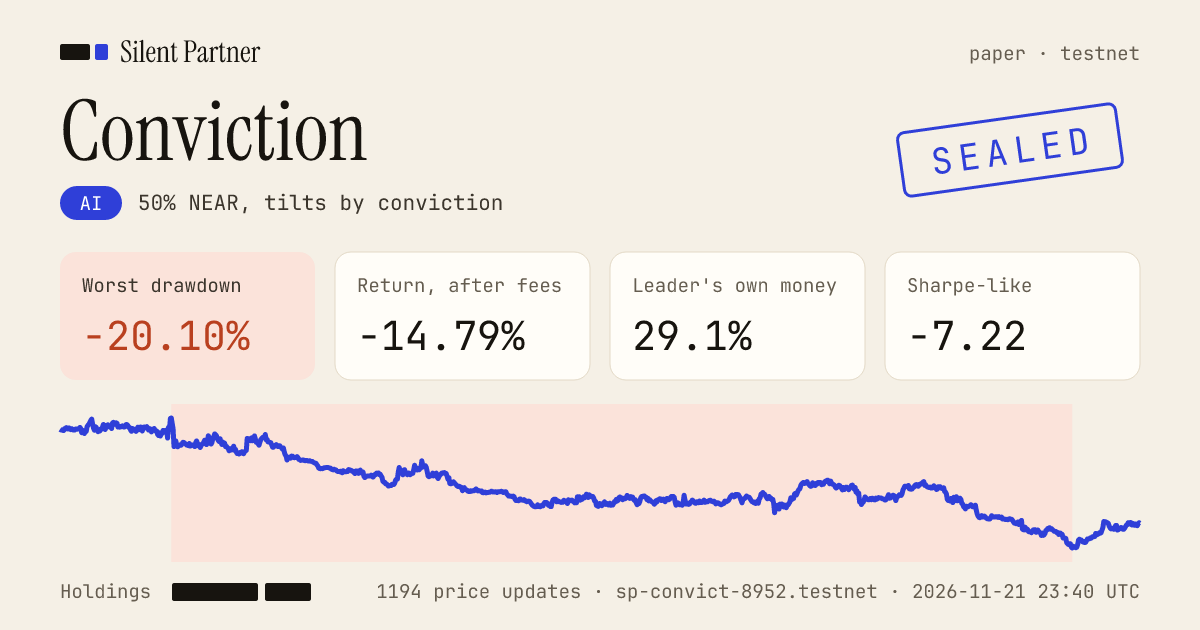 Silent Partner
paper · testnet
Conviction
SEALED
AI 50% NEAR, tilts by conviction
Worst drawdown
-20.10%
Return, after fees
-14.79%
Leader's own money
29.1%
Sharpe-like
-7.22
Holdings
1194 price updates · sp-convict-8952.testnet · 2026-11-21 23:40 UTC